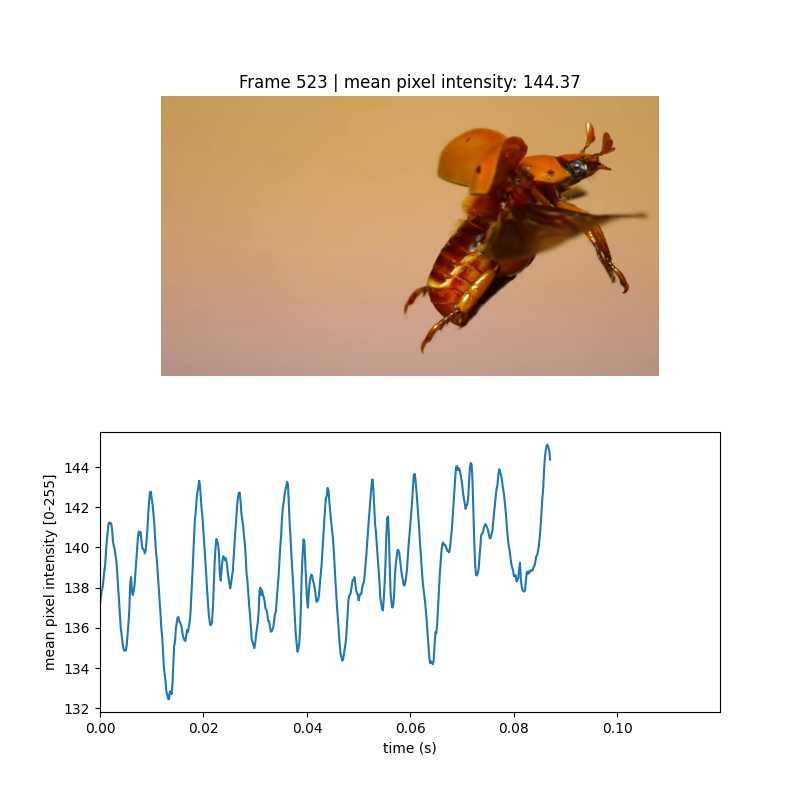 Frame 523 | mean pixel intensity: 144.37
mean pixel intensity [0-255]
144
142
140
138
136
134
132
0.00 0.02 0.04 0.06 0.08 0.10
time (s)